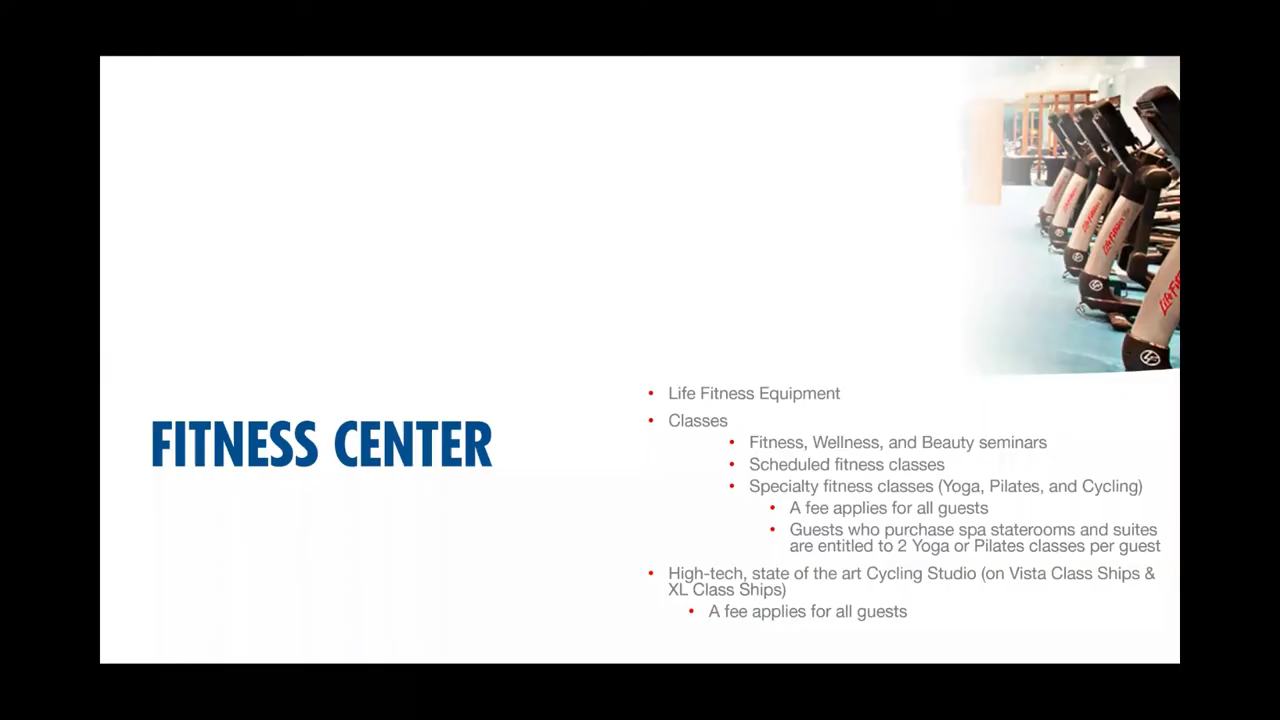 FITNESS CENTER
• Life Fitness Equipment
• Classes
• Fitness, Wellness, and Beauty seminars
• Scheduled fitness classes
• Specialty fitness classes (Yoga, Pilates, and Cycling)
• A fee applies for all guests
• Guests who purchase spa staterooms and suites
are entitled to 2 Yoga or Pilates classes per guest
• High-tech, state of the art Cycling Studio (on Vista Class Ships &
XL Class Ships)
• A fee applies for all guests
LifeFitness
LifeFitness